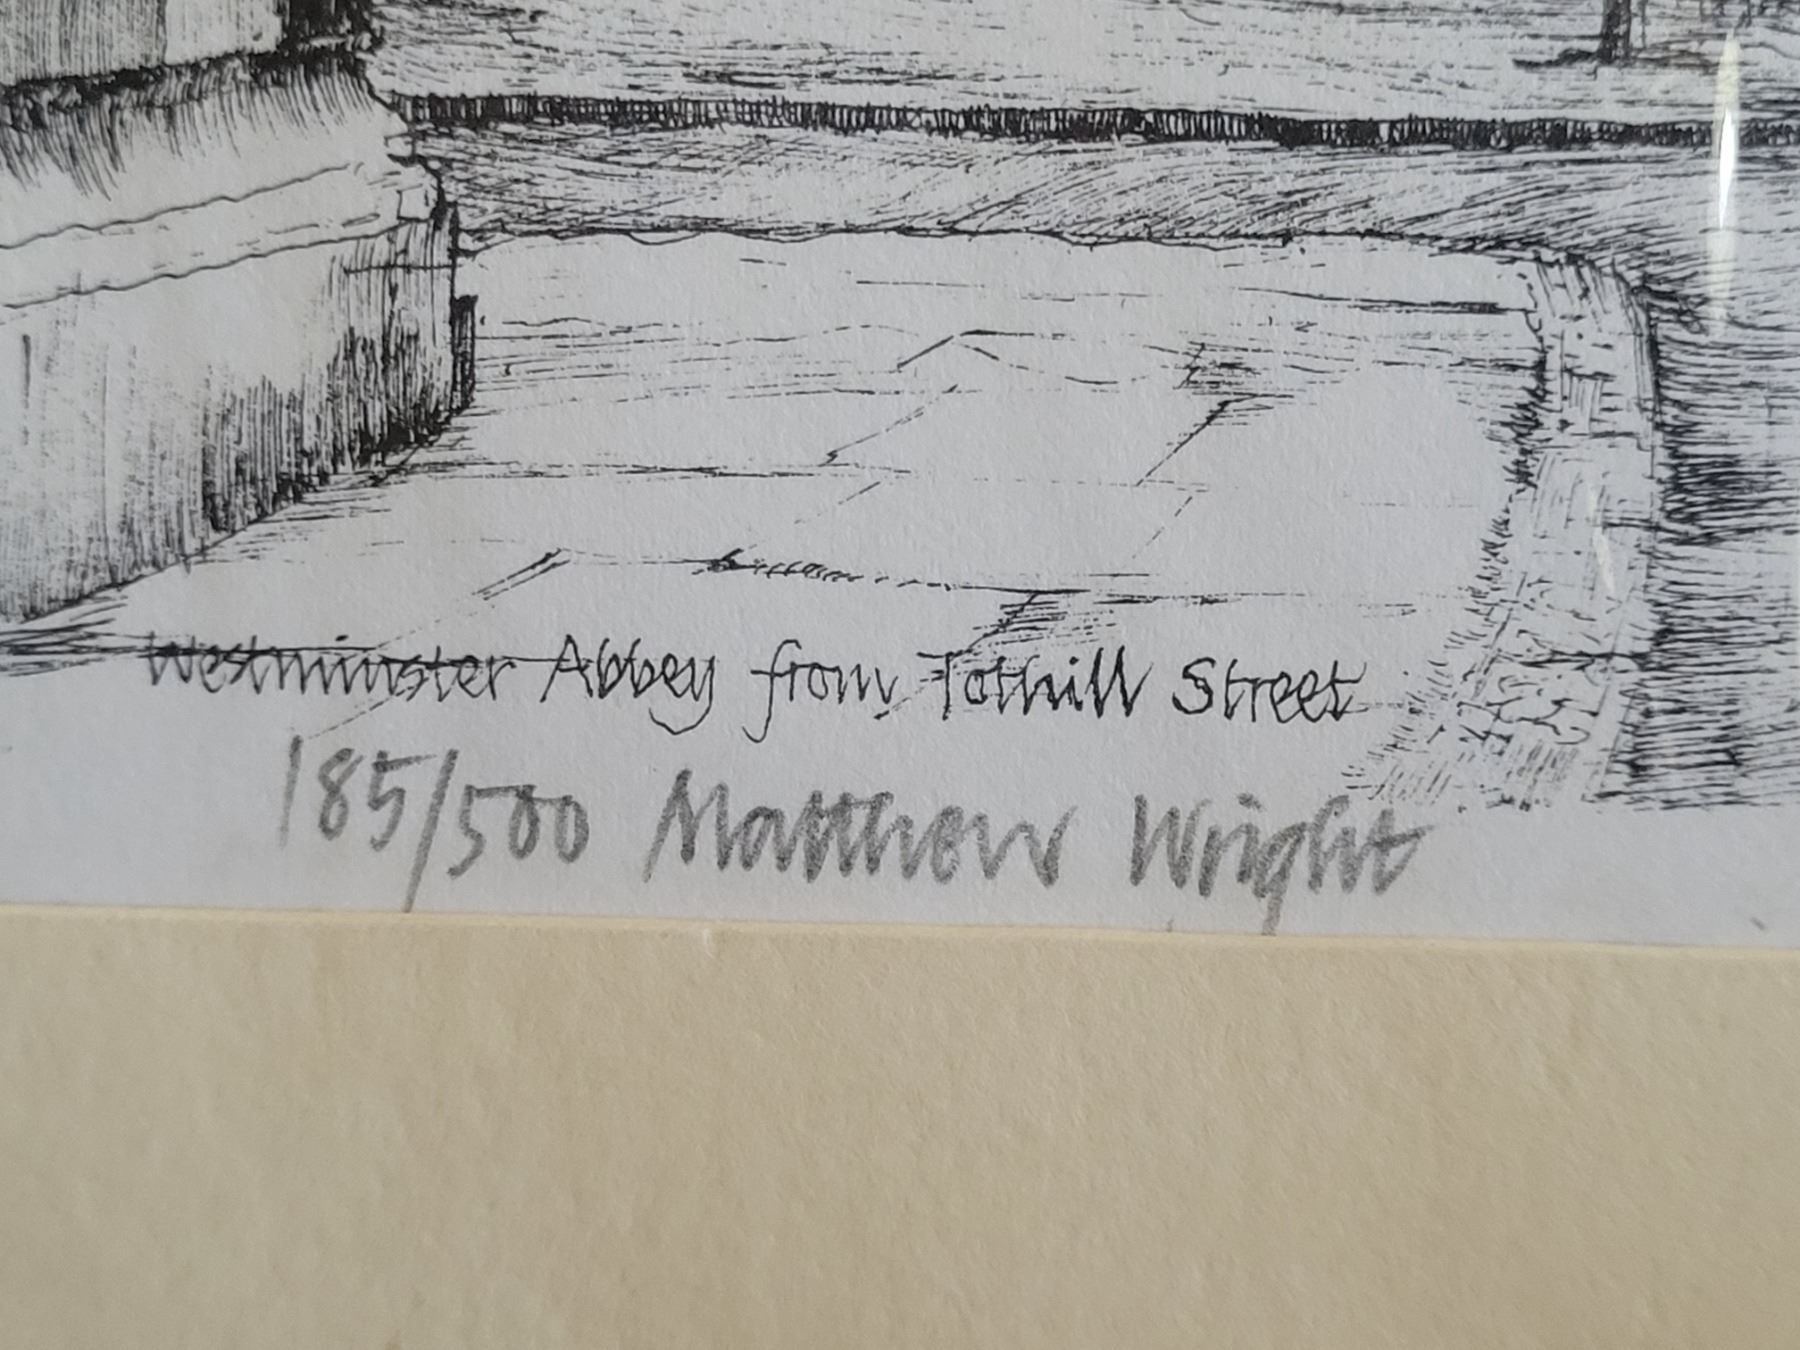 Westminster Abbey from Tothill Street
185/500 Matthew Wright